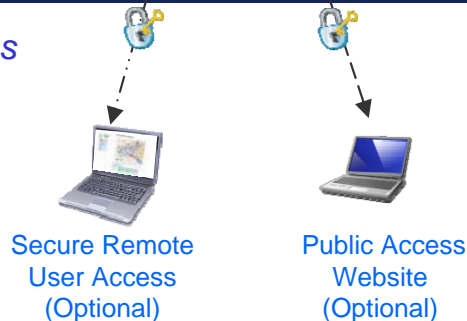 s
Secure Remote
User Access
(Optional)
Public Access
Website
(Optional)